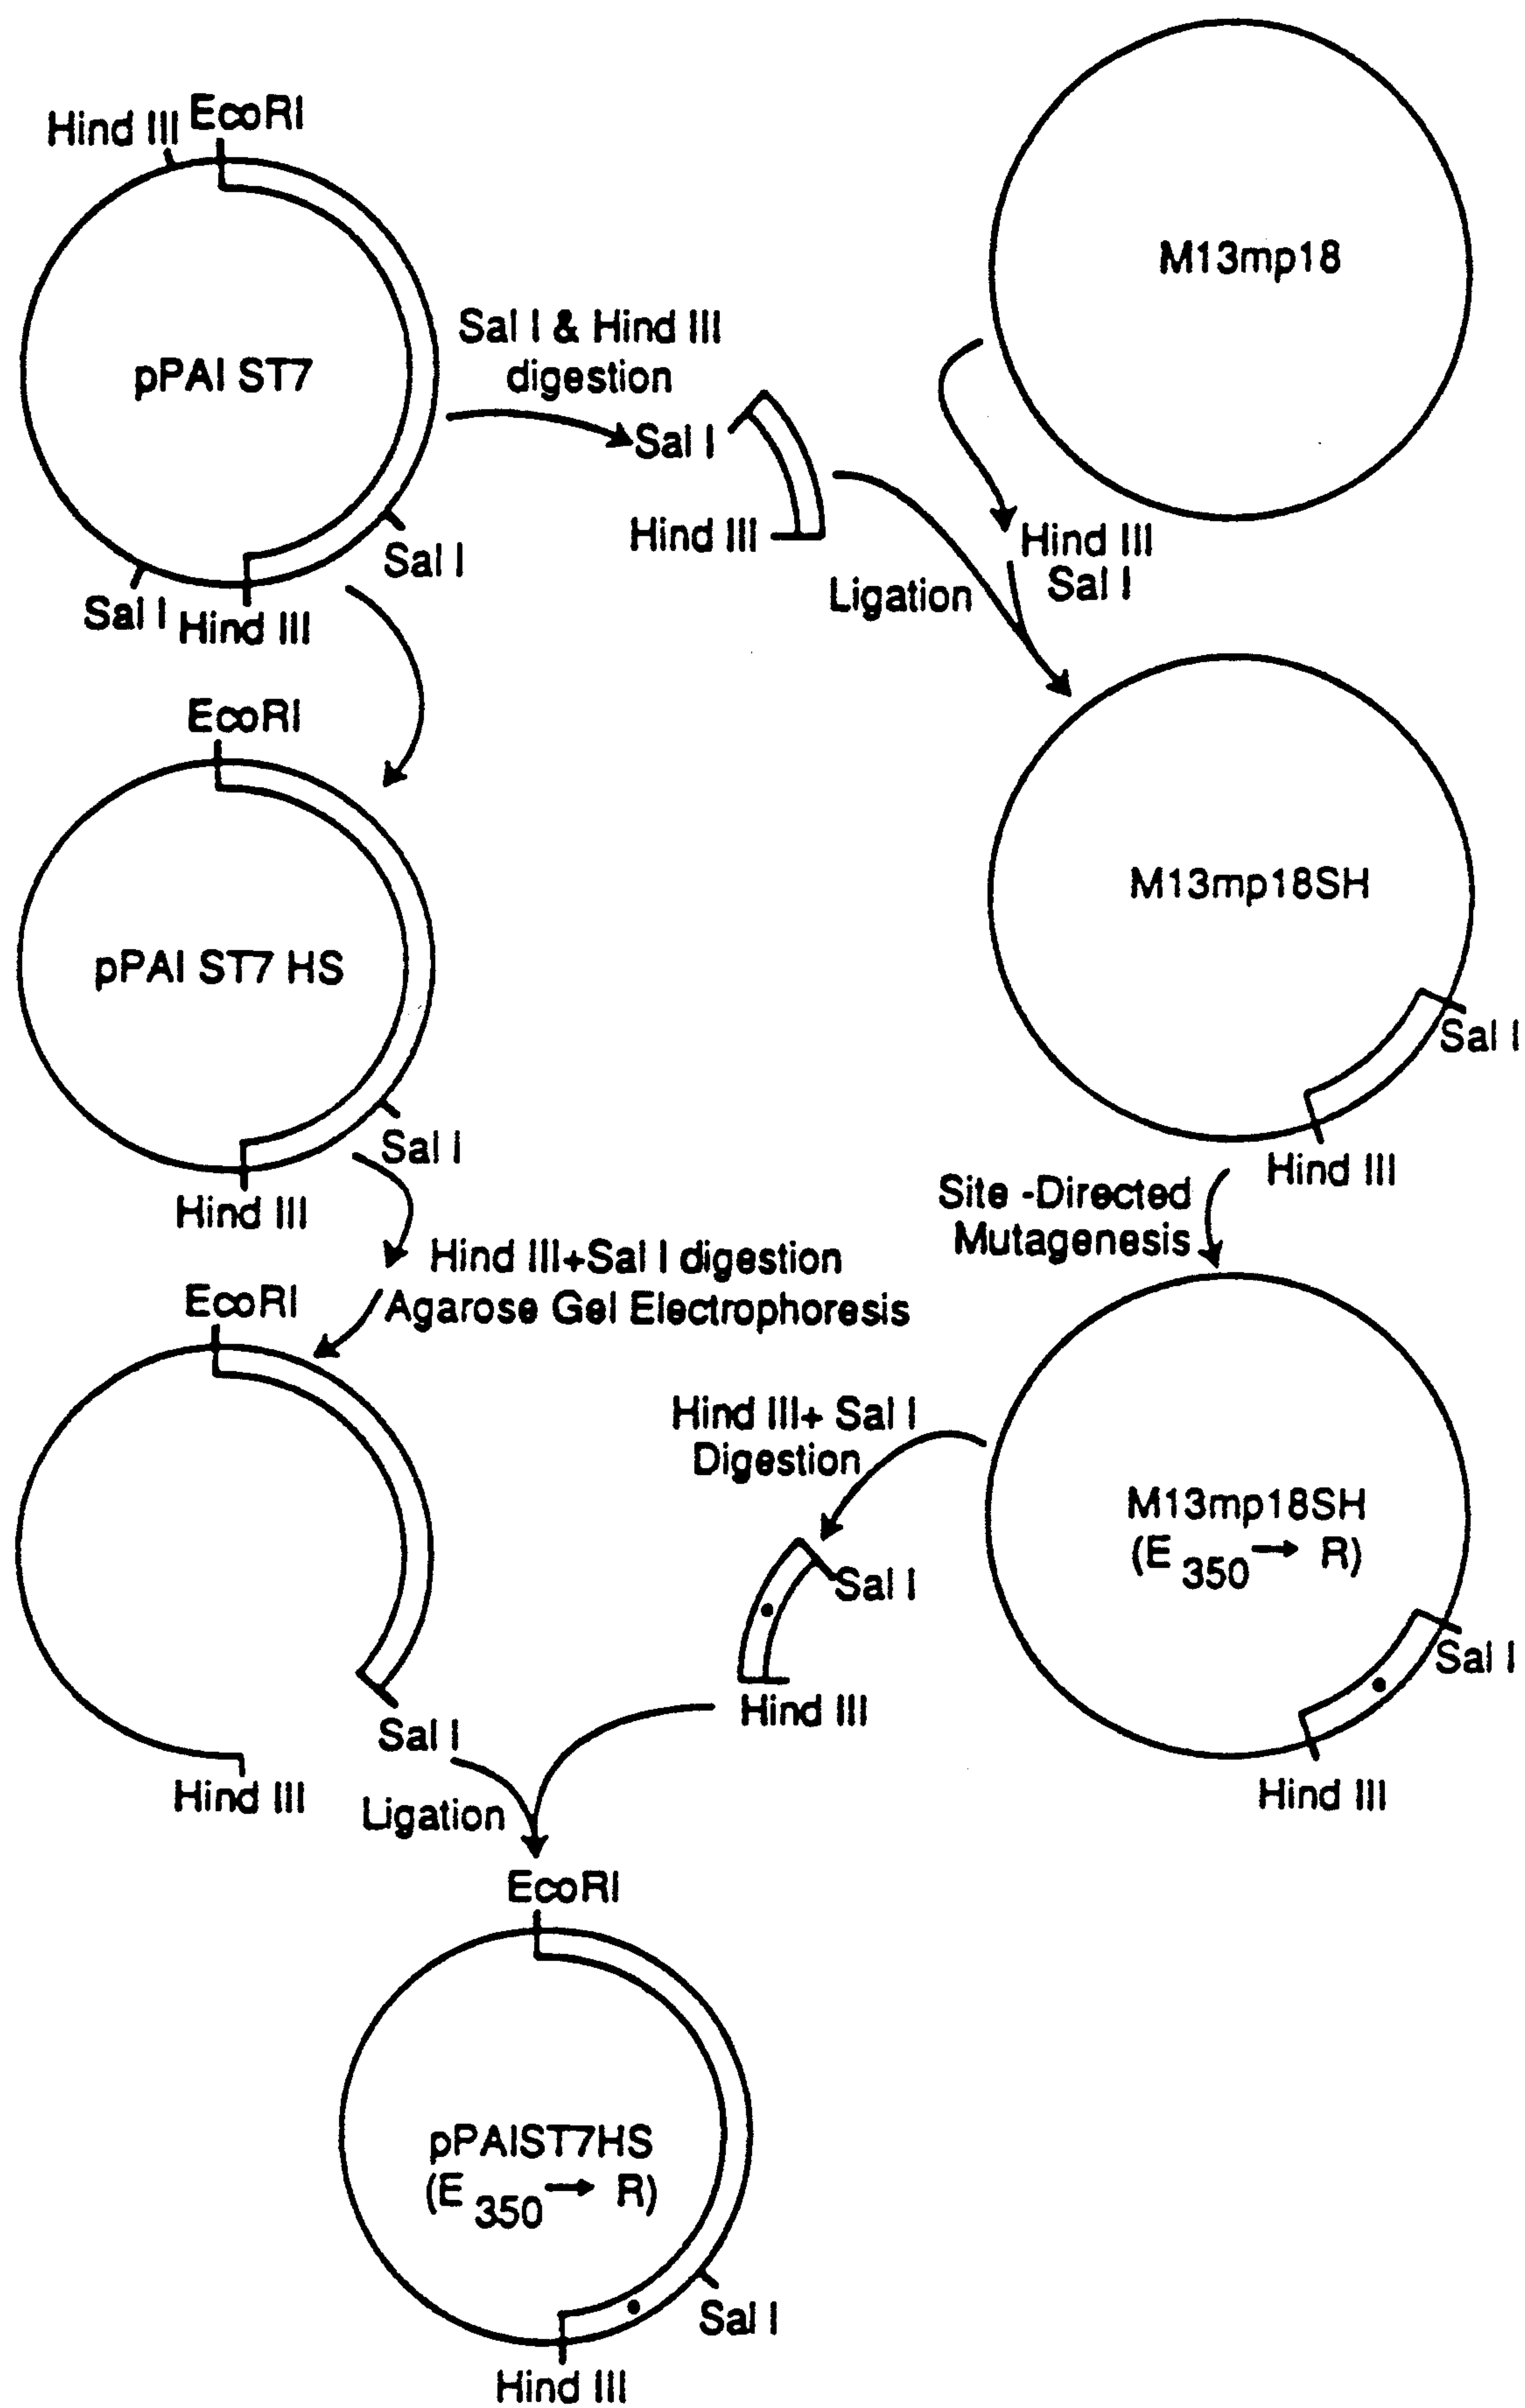 Hind III
EcoRI
M13mp18
pPAI ST7
Sal I & Hind III
digestion
Sal I
Hind III
Ligation
Hind III
Sal I
Sal I
Sal I
Hind III
EcoRI
pPAI ST7 HS
M13mp18SH
Sal I
Hind III
Sal I
Hind III
Site -Directed
Mutagenesis
Hind III+Sal I digestion
Agarose Gel Electrophoresis
EcoRI
Hind III+ Sal I
Digestion
M13mp18SH
(E 350 → R)
Sal I
Hind III
Sal I
Hind III
Sal I
Hind III
Ligation
EcoRI
pPAIST7HS
(E 350 → R)
Sal I
Hind III